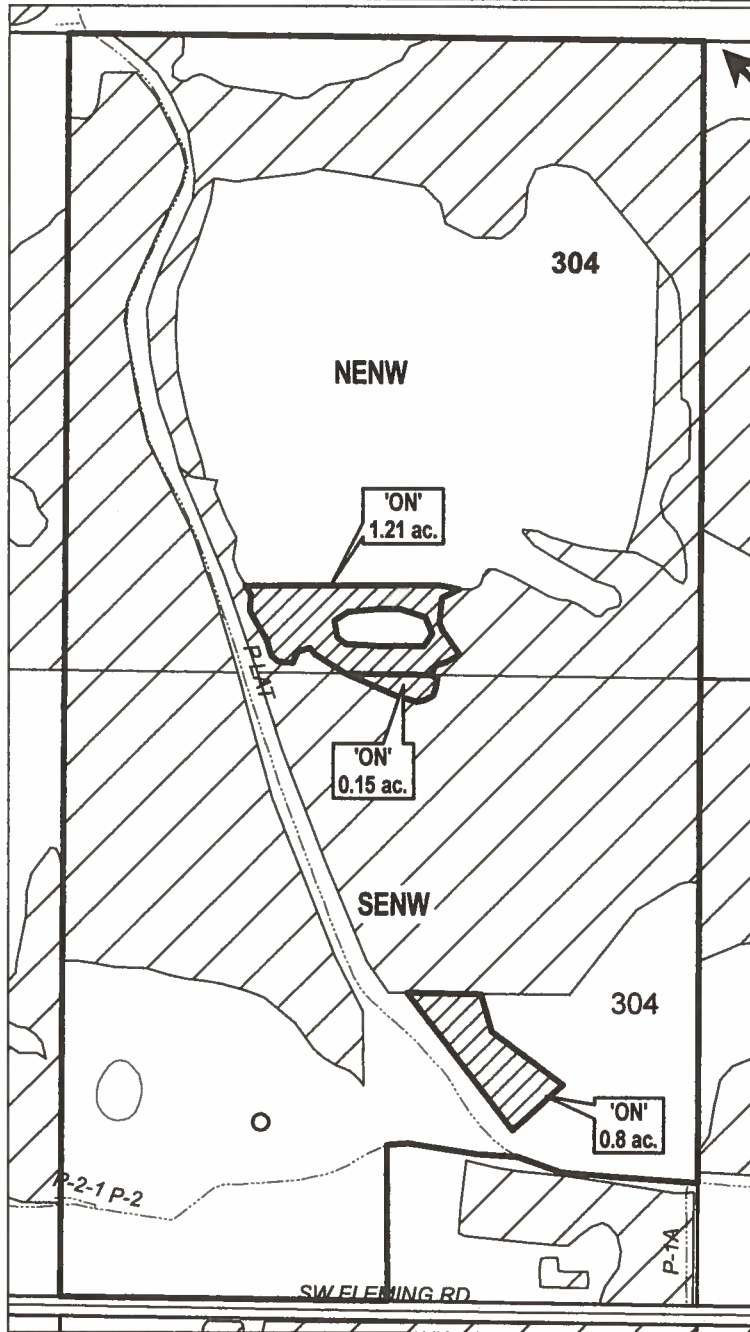 304
NENW
'ON'
1.21 ac.
P LAT
'ON'
0.15 ac.
SENW
304
'ON'
0.8 ac.
P-2-1 P-2
P-1A
SW FLEMING RD